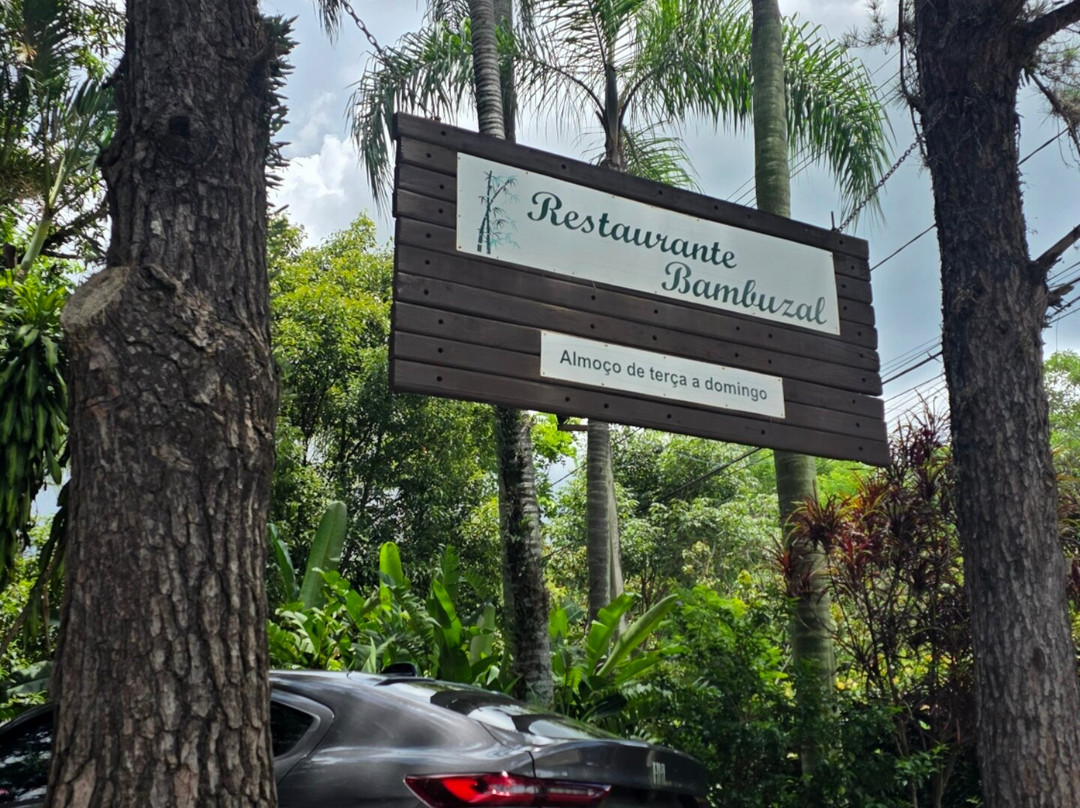 Restaurante
Bambuzal
Almoço de terça a domingo